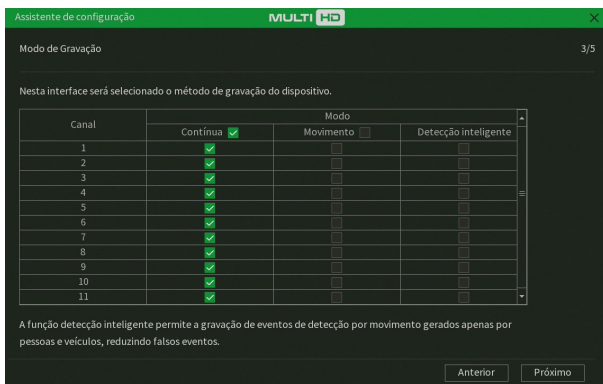 Assistente de configuração
MULTI HD
Modo de Gravação
3/5
Nesta interface será selecionado o método de gravação do dispositivo.
Canal
Modo
Contínua
Movimento
Detecção inteligente
1
2
3
4
5
6
7
8
9
10
11
A função detecção inteligente permite a gravação de eventos de detecção por movimento gerados apenas por
pessoas e veículos, reduzindo falsos eventos.
Anterior
Próximo